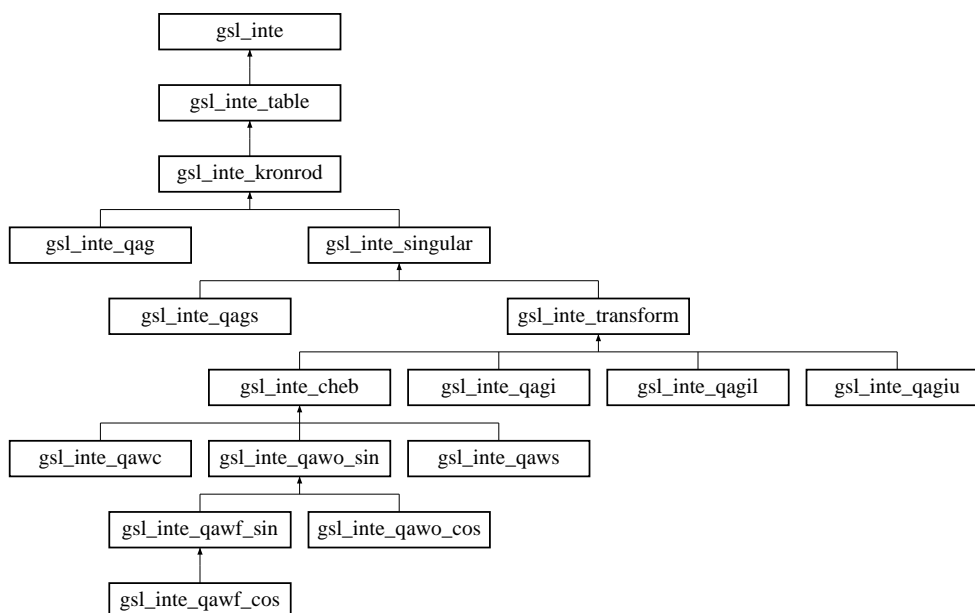 gsl_inte
gsl_inte_table
gsl_inte_kronrod
gsl_inte_qag
gsl_inte_singular
gsl_inte_qags
gsl_inte_transform
gsl_inte_cheb
gsl_inte_qagi
gsl_inte_qagil
gsl_inte_qagiu
gsl_inte_qawc
gsl_inte_qawo_sin
gsl_inte_qaws
gsl_inte_qawf_sin
gsl_inte_qawo_cos
gsl_inte_qawf_cos